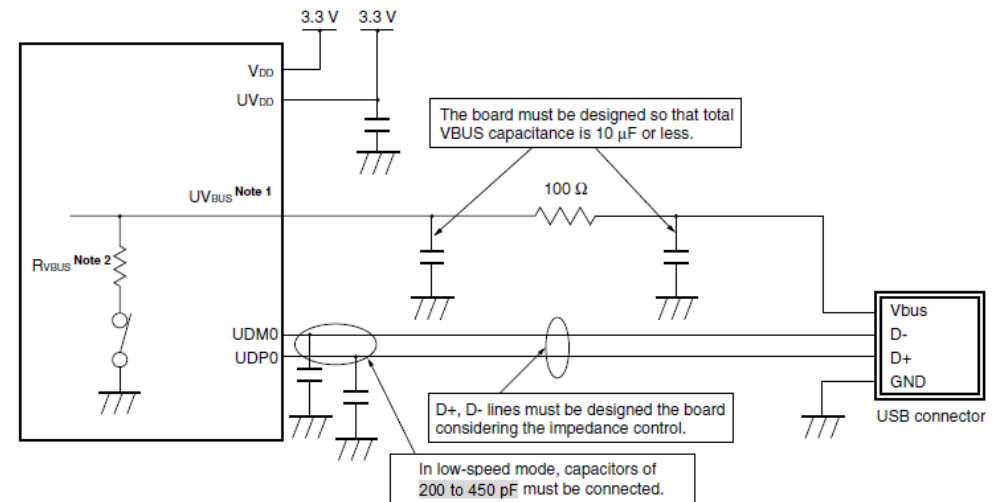 3.3 V 3.3 V
VDD
UVDD
The board must be designed so that total
VBUS capacitance is 10 μF or less.
UVBUS Note 1
100 Ω
RVBUS Note 2
Vbus
UDM0
D-
UDP0
D+
GND
USB connector
D+, D- lines must be designed the board
considering the impedance control.
In low-speed mode, capacitors of
200 to 450 pF must be connected.